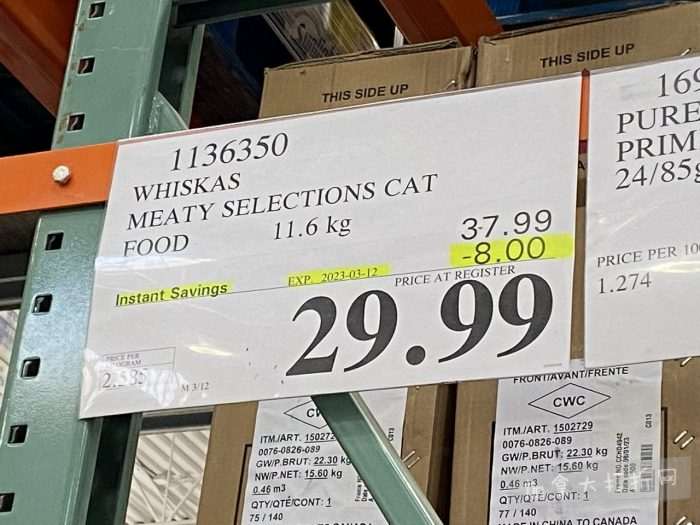 THIS SIDE UP
THIS SIDE UP
1136350
WHISKAS
MEATY SELECTIONS CAT
FOOD 11.6 kg
37.99
-8.00
Instant Savings
EXP. 2023-03-12
PRICE AT REGISTER
29.99
PRICE PER
M 3/12
169
PURE
PRIM
24/85g
PRICE PER 10
1.274
CWC
ITM./ART. 1502729
0076-0826-089
GW/P.BRUT: 22.30 kg
NW/P.NET: 15.60 kg
0.46 m3
QTY/QTÉ/CONT: 1
77 / 140
FRONT/AVANT/FRENTE
CWC
ITM./ART. 1502729
0076-0826-089
GW/P.BRUT: 22.30 kg
NW/P.NET: 15.60 kg
0.46 m3
QTY/QTÉ/CONT: 1
77 / 140
MADE IN CHINA TO CANADA
C013